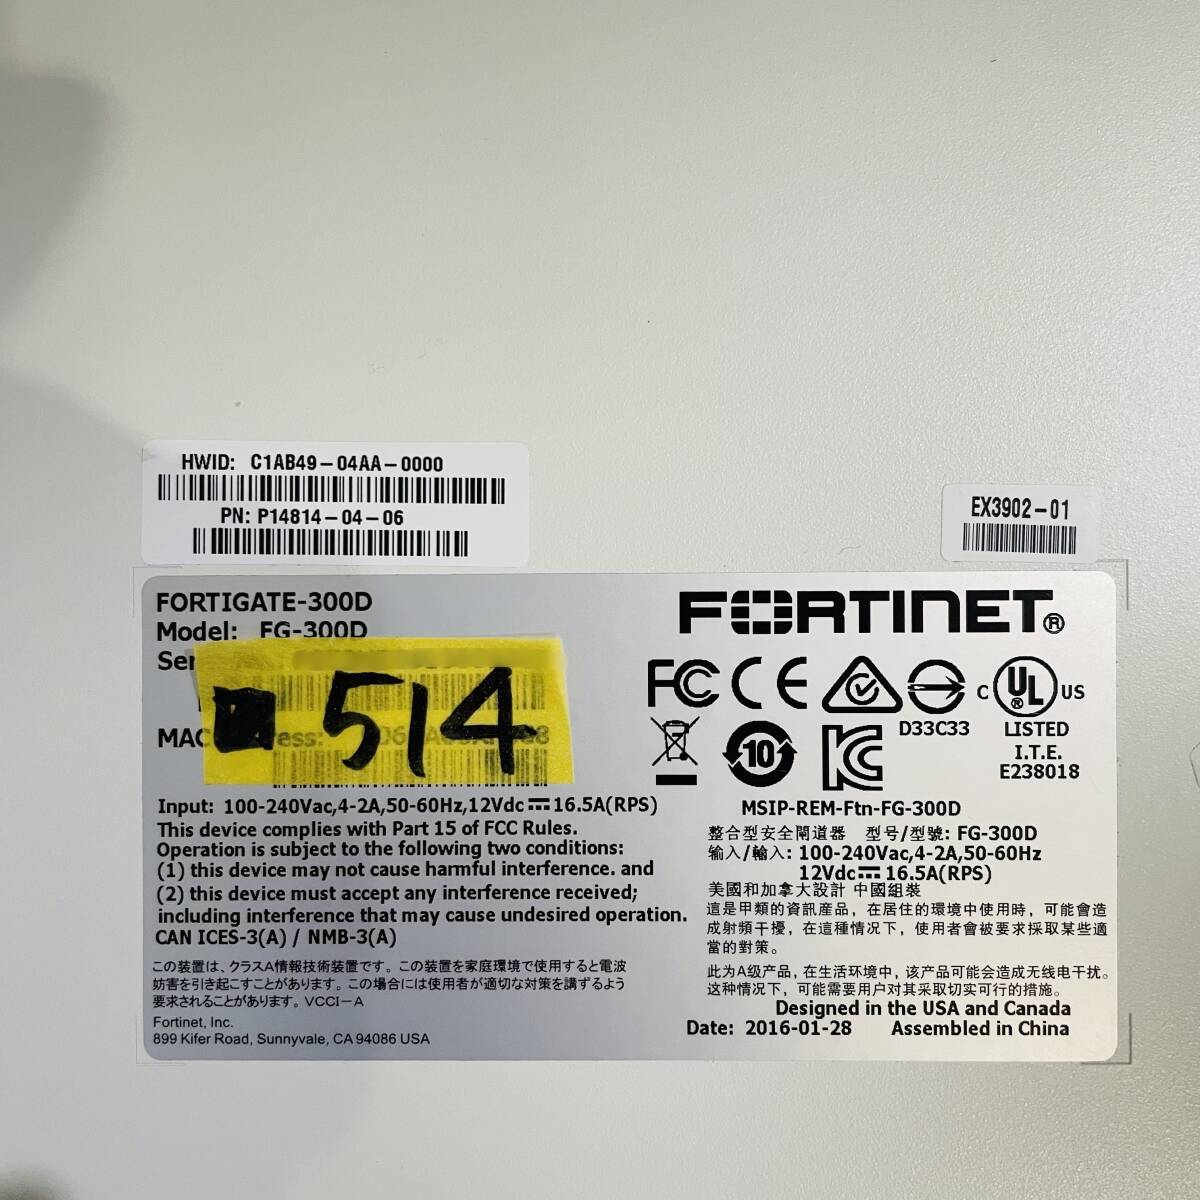 HWID: C1AB49-04AA-0000
PN: P14814-04-06
EX3902-01
FORTIGATE-300D
Model: FG-300D
514
Input: 100-240Vac,4-2A,50-60Hz,12Vdc⎓16.5A(RPS)
This device complies with Part 15 of FCC Rules.
Operation is subject to the following two conditions:
(1) this device may not cause harmful interference. and
(2) this device must accept any interference received;
including interference that may cause undesired operation.
CAN ICES-3(A) / NMB-3(A)
この装置は、クラスA情報技術装置です。この装置を家庭環境で使用すると電波
妨害を引き起こすことがあります。この場合には使用者が適切な対策を講ずるよう
要求されることがあります。VCCI-A
Fortinet, Inc.
899 Kifer Road, Sunnyvale, CA 94086 USA
FORTINET®
FC CE C UL® US
D33C33 LISTED
I.T.E.
E238018
10
MSIP-REM-Ftn-FG-300D
整合型安全閘道器 型号/型號: FG-300D
输入/輸入: 100-240Vac,4-2A,50-60Hz
12Vdc⎓16.5A(RPS)
美國和加拿大設計 中國組裝
這是甲類的資訊產品，在居住的環境中使用時，可能會造
成射頻干擾，在這種情況下，使用者會被要求採取某些適
當的對策。
此为A级产品，在生活环境中，该产品可能会造成无线电干扰。
这种情况下，可能需要用户对其采取切实可行的措施。
Designed in the USA and Canada
Date: 2016-01-28 Assembled in China